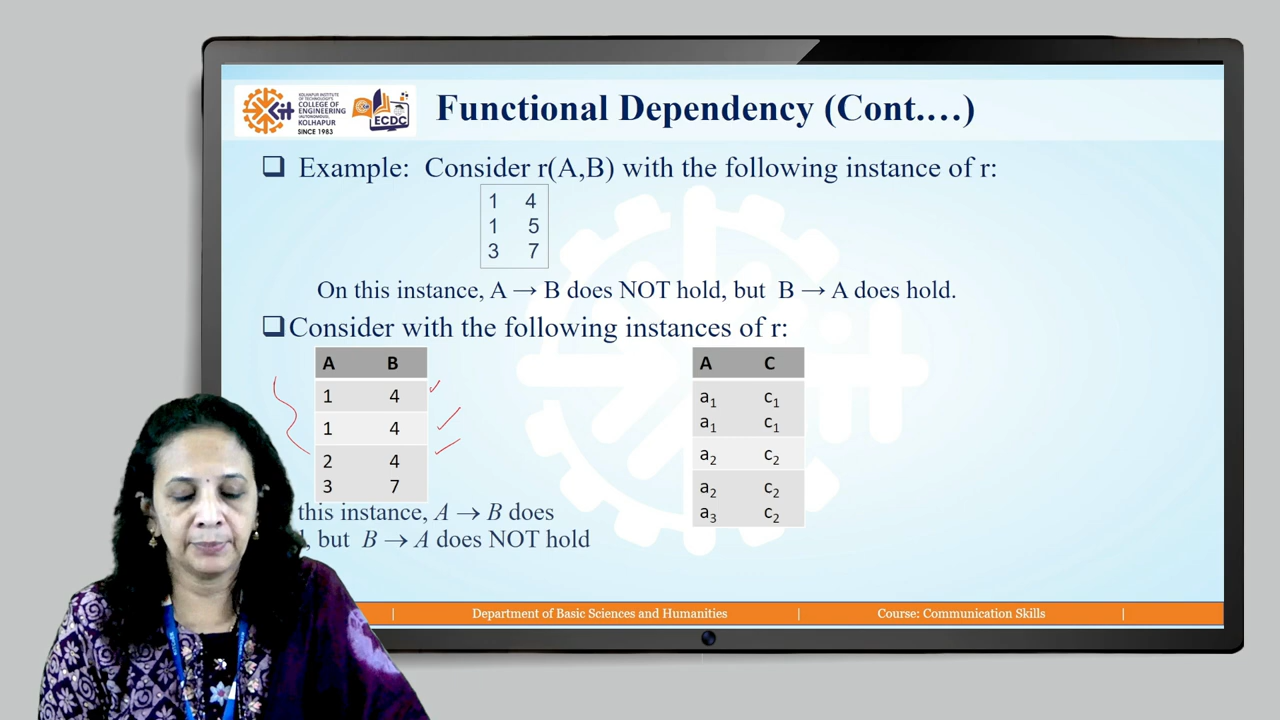 KOLHAPUR INSTITUTE
OF TECHNOLOGY'S
COLLEGE OF
ENGINEERING
(AUTONOMOUS),
KOLHAPUR
SINCE 1983
kit
ECDC
Functional Dependency (Cont.…)
❑ Example: Consider r(A,B) with the following instance of r:
1 4
1 5
3 7
On this instance, A → B does NOT hold, but B → A does hold.
❑Consider with the following instances of r:
A B
1 4
1 4
2 4
3 7
this instance, A → B does
, but B → A does NOT hold
A C
a₁ c₁
a₁ c₁
a₂ c₂
a₂ c₂
a₃ c₂
| Department of Basic Sciences and Humanities | Course: Communication Skills |